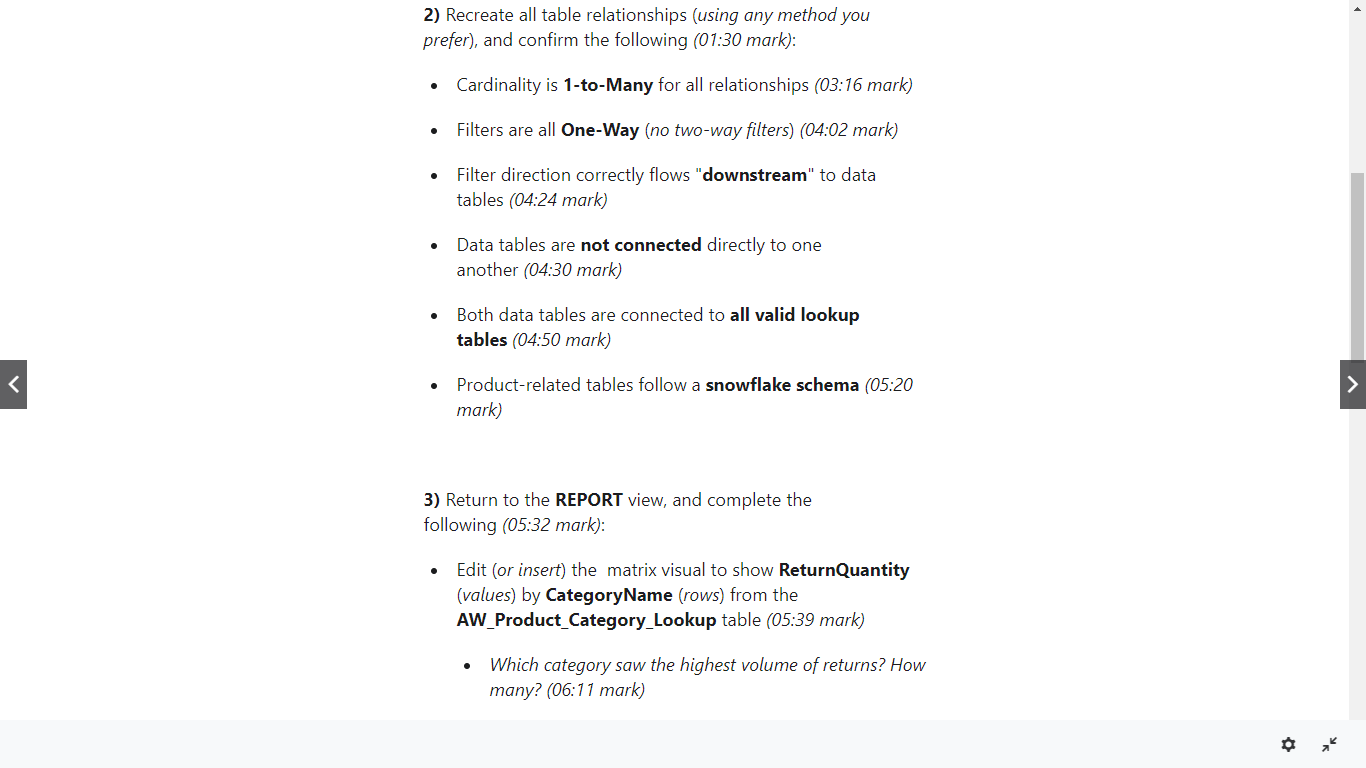 2) Recreate all table relationships (using any method you
prefer), and confirm the following (01:30 mark):
Cardinality is 1-to-Many for all relationships (03:16 mark)
Filters are all One-Way (no two-way filters) (04:02 mark)
Filter direction correctly flows "downstream" to data
tables (04:24 mark)
Data tables are not connected directly to one
another (04:30 mark)
Both data tables are connected to all valid lookup
tables (04:50 mark)
Product-related tables follow a snowflake schema (05:20
mark)
3) Return to the REPORT view, and complete the
following (05:32 mark):
Edit (or insert) the  matrix visual to show ReturnQuantity
(values) by CategoryName (rows) from the
AW_Product_Category_Lookup table (05:39 mark)
Which category saw the highest volume of returns? How
many? (06:11 mark)